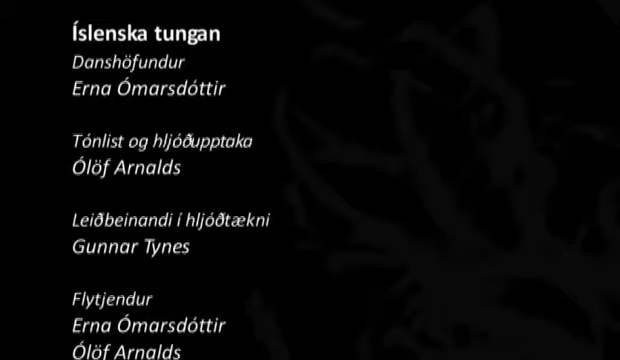 Íslenska tungan
Danshöfundur
Erna Ómarsdóttir
Tónlist og hljóðupptaka
Ólöf Arnalds
Leiðbeinandi í hljóðtækni
Gunnar Tynes
Flytjendur
Erna Ómarsdóttir
Ólöf Arnalds